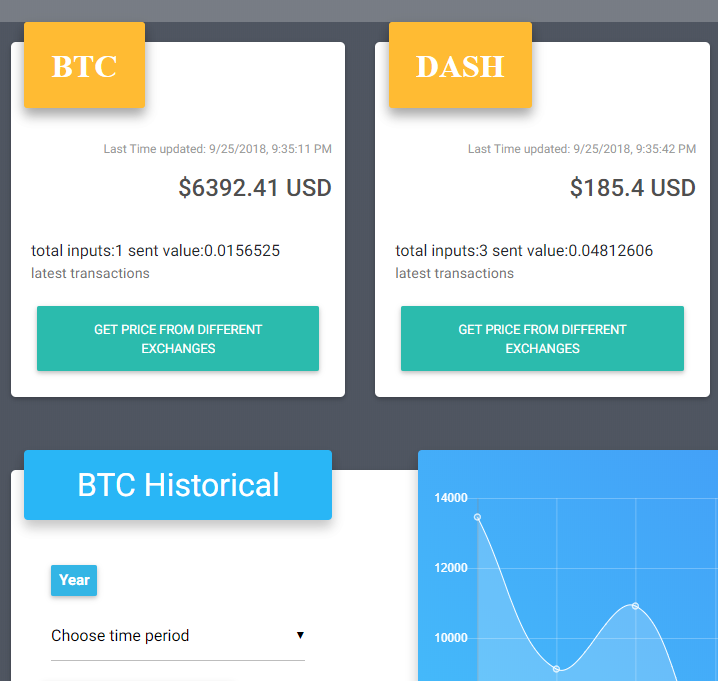 BTC
Last Time updated: 9/25/2018, 9:35:11 PM
$6392.41 USD
total inputs:1 sent value:0.0156525
latest transactions
GET PRICE FROM DIFFERENT
EXCHANGES
DASH
Last Time updated: 9/25/2018, 9:35:42 PM
$185.4 USD
total inputs:3 sent value:0.04812606
latest transactions
GET PRICE FROM DIFFERENT
EXCHANGES
BTC Historical
Year
Choose time period
14000
12000
10000